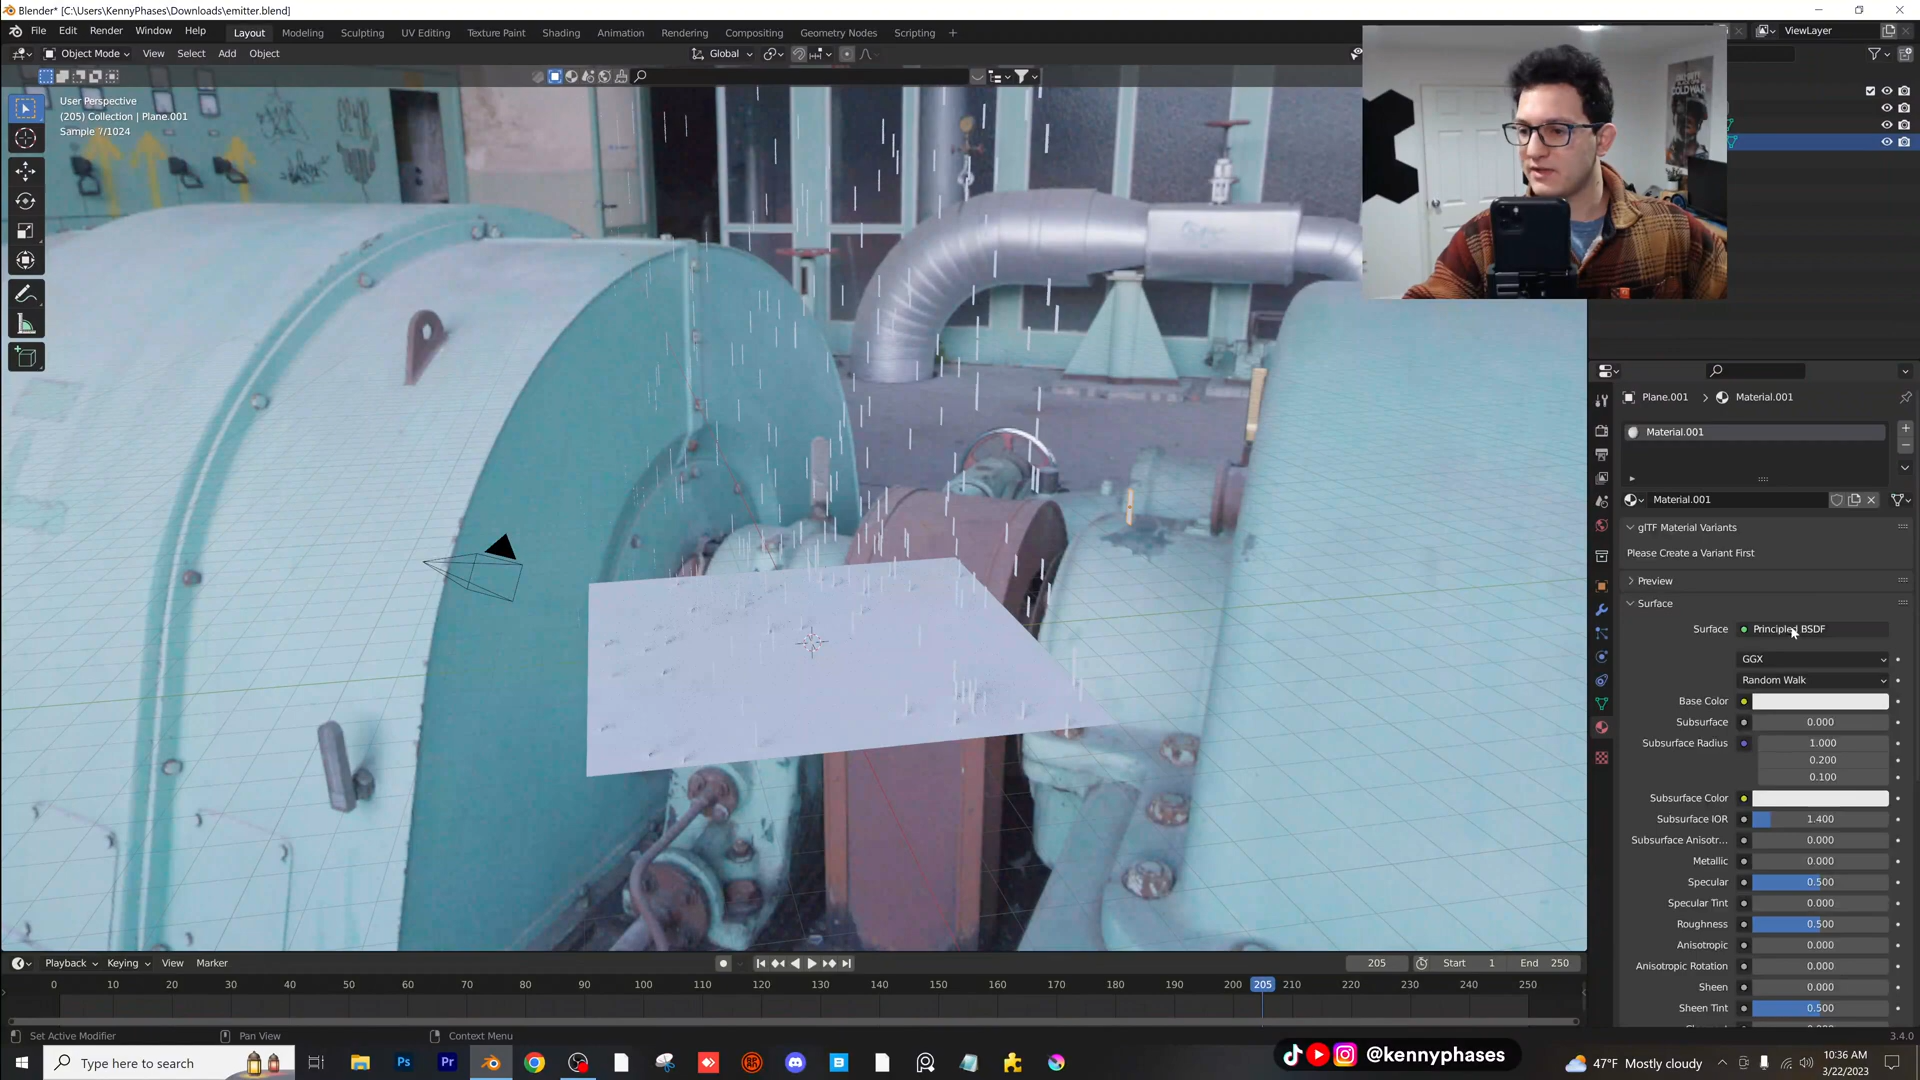 Blender* [C:\Users\KennyPhases\Downloads\emitter.blend]
File Edit Render Window Help Layout Modeling Sculpting UV Editing Texture Paint Shading Animation Rendering Compositing Geometry Nodes Scripting + ViewLayer
Object Mode View Select Add Object Global
User Perspective
(205) Collection | Plane.001
Sample 7/1024
COLD WAR
Plane.001 > Material.001
Material.001
Material.001
glTF Material Variants
Please Create a Variant First
Preview
Surface
Surface Principled BSDF
GGX
Random Walk
Base Color
Subsurface 0.000
Subsurface Radius 1.000
0.200
0.100
Subsurface Color
Subsurface IOR 1.400
Subsurface Anisotr... 0.000
Metallic 0.000
Specular 0.500
Specular Tint 0.000
Roughness 0.500
Anisotropic 0.000
Anisotropic Rotation 0.000
Sheen 0.000
Sheen Tint 0.500
Playback Keying View Marker 205 Start 1 End 250
0 10 20 30 40 50 60 70 80 90 100 110 120 130 140 150 160 170 180 190 200 205 210 220 230 240 250
Set Active Modifier Pan View Context Menu 3.4.0
Type here to search
Ps Pr
@kennyphases
47°F Mostly cloudy
10:36 AM
3/22/2023